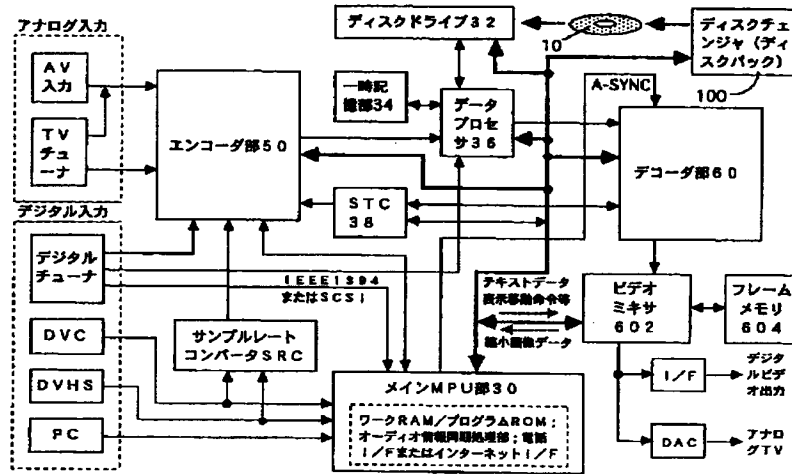 アナログ入力
AV
入力
TV
チュ
ーナ
デジタル入力
デジタル
チューナ
DVC
DVHS
PC
エンコーダ部50
サンプルレート
コンバータSRC
IEEE1394
またはSCSI
ディスクドライブ32
一時記
憶部34
データ
プロセ
サ36
STC
38
10
ディスクチェ
ンジャ(ディ
スクパック)
100
A-SYNC
デコーダ部60
テキストデータ
表示移動命令等
縮小画像データ
ビデオ
ミキサ
602
フレーム
メモリ
604
I/F
デジタ
ルビデ
オ出力
DAC
アナロ
グTV
メインMPU部30
ワークRAM/プログラムROM;
オーディオ情報同期処理部;電話
I/FまたはインターネットI/F